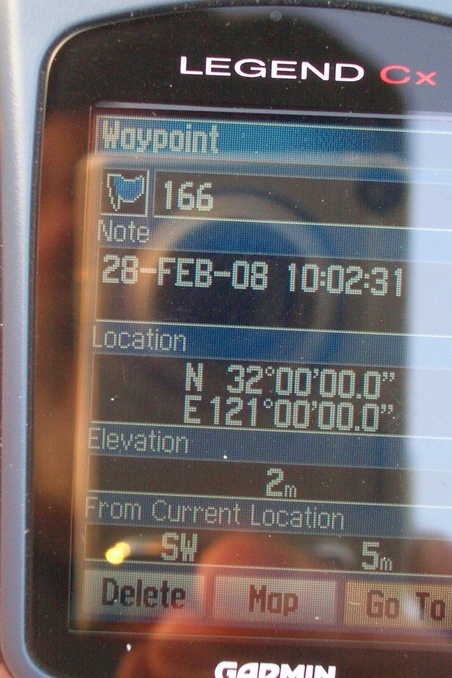 LEGEND Cx
Waypoint
166
Note
28-FEB-08 10:02:31
Location
N 32°00'00.0"
E 121°00'00.0"
Elevation
2m
From Current Location
SW 5m
Delete Map Go To
GARMIN